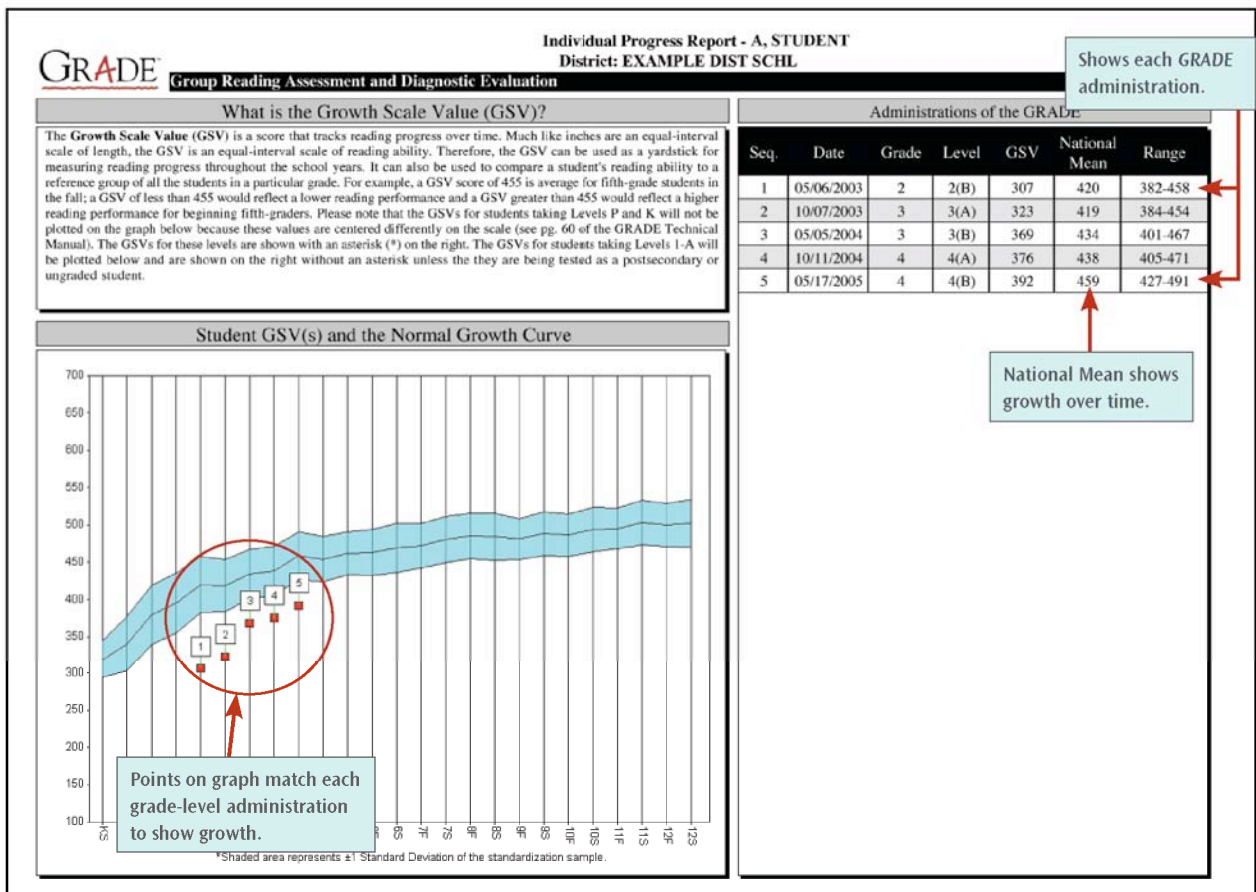 Individual Progress Report - A, STUDENT
District: EXAMPLE DIST SCHL
GRADE
Group Reading Assessment and Diagnostic Evaluation
Shows each GRADE
administration.
What is the Growth Scale Value (GSV)?
The Growth Scale Value (GSV) is a score that tracks reading progress over time. Much like inches are an equal-interval
scale of length, the GSV is an equal-interval scale of reading ability. Therefore, the GSV can be used as a yardstick for
measuring reading progress throughout the school years. It can also be used to compare a student's reading ability to a
reference group of all the students in a particular grade. For example, a GSV score of 455 is average for fifth-grade students in
the fall; a GSV of less than 455 would reflect a lower reading performance and a GSV greater than 455 would reflect a higher
reading performance for beginning fifth-graders. Please note that the GSVs for students taking Levels P and K will not be
plotted on the graph below because these values are centered differently on the scale (see pg. 60 of the GRADE Technical
Manual). The GSVs for these levels are shown with an asterisk (*) on the right. The GSVs for students taking Levels 1-A will
be plotted below and are shown on the right without an asterisk unless the they are being tested as a postsecondary or
ungraded student.
Administrations of the GRADE
Seq. Date Grade Level GSV National Mean Range
1 05/06/2003 2 2(B) 307 420 382-458
2 10/07/2003 3 3(A) 323 419 384-454
3 05/05/2004 3 3(B) 369 434 401-467
4 10/11/2004 4 4(A) 376 438 405-471
5 05/17/2005 4 4(B) 392 459 427-491
National Mean shows
growth over time.
Student GSV(s) and the Normal Growth Curve
700
650
600
550
500
450
400
350
300
250
200
150
100
1
2
3
4
5
Points on graph match each
grade-level administration
to show growth.
KS 6S 7F 7S 8F 8S 9F 9S 10F 10S 11F 11S 12F 12S
*Shaded area represents ±1 Standard Deviation of the standardization sample.